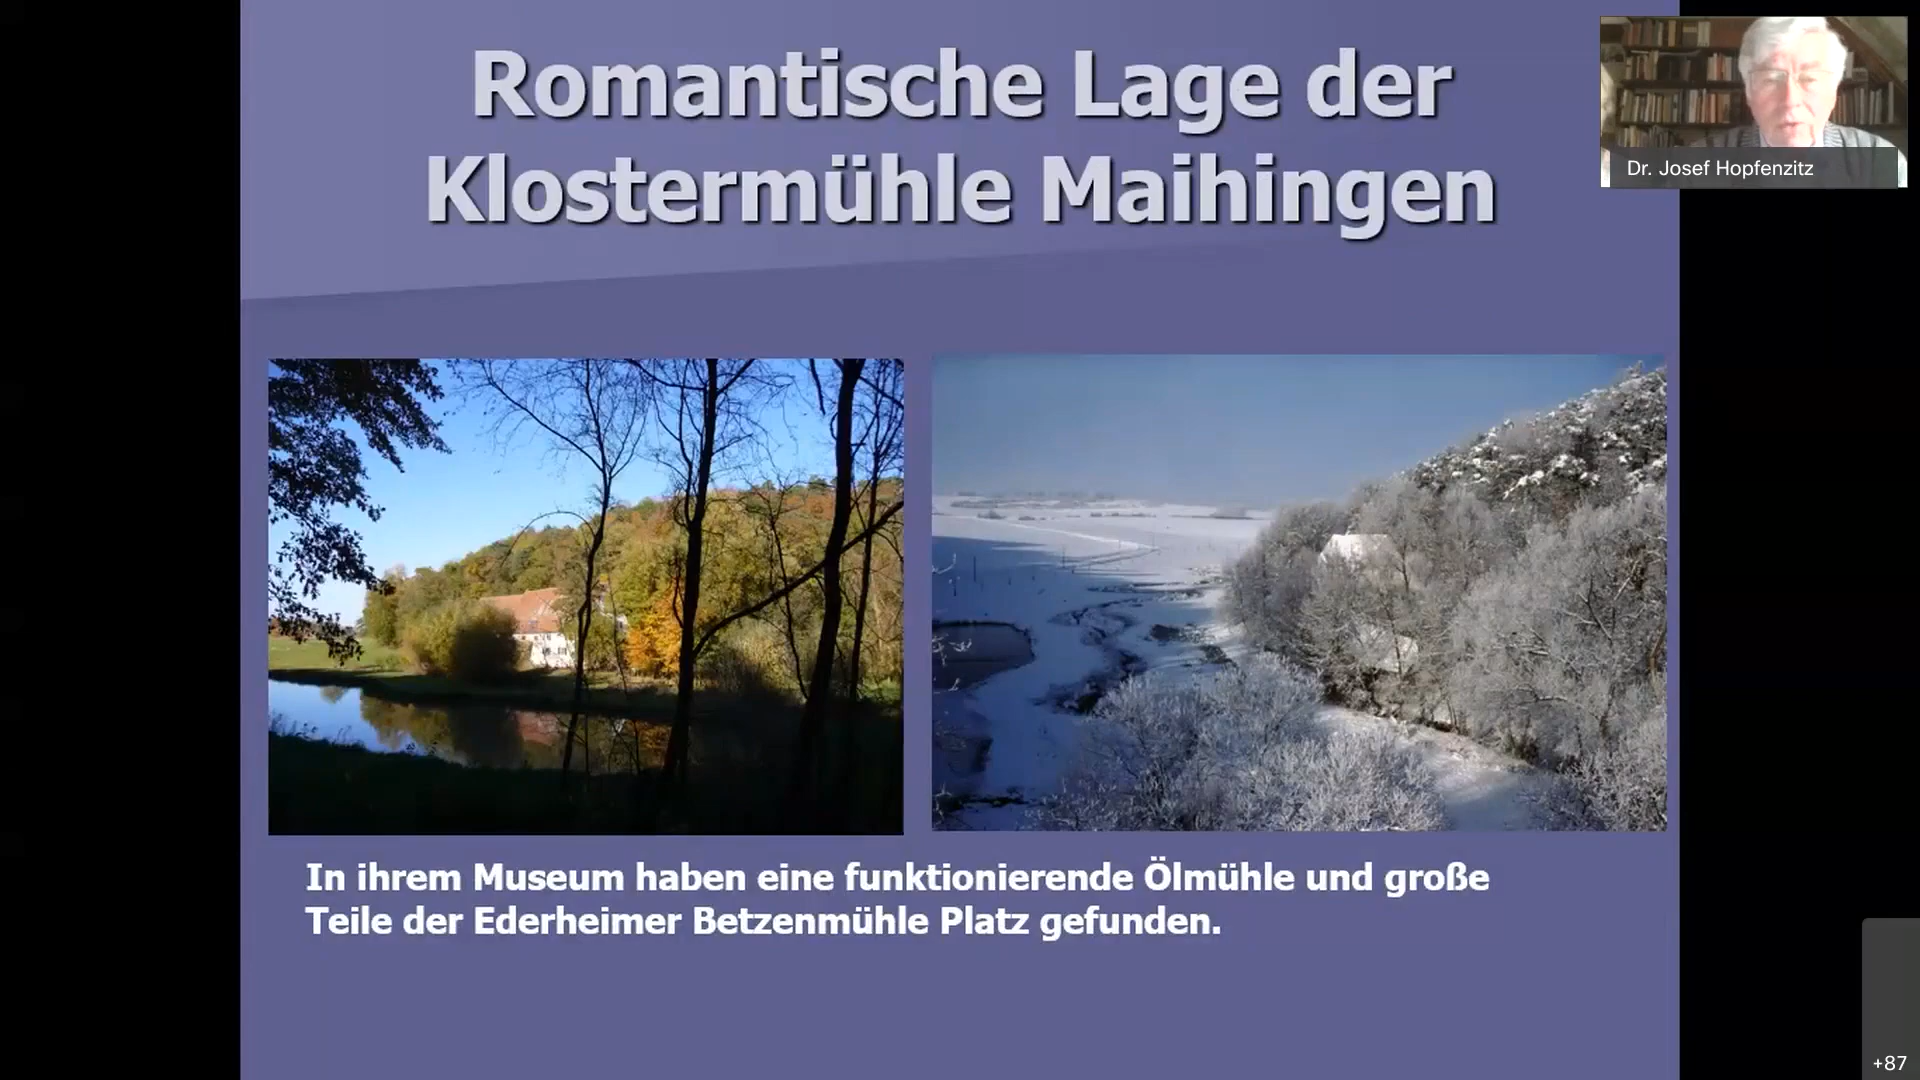 Romantische Lage der
Klostermühle Maihingen
Dr. Josef Hopfenzitz
In ihrem Museum haben eine funktionierende Ölmühle und große
Teile der Ederheimer Betzenmühle Platz gefunden.
+87